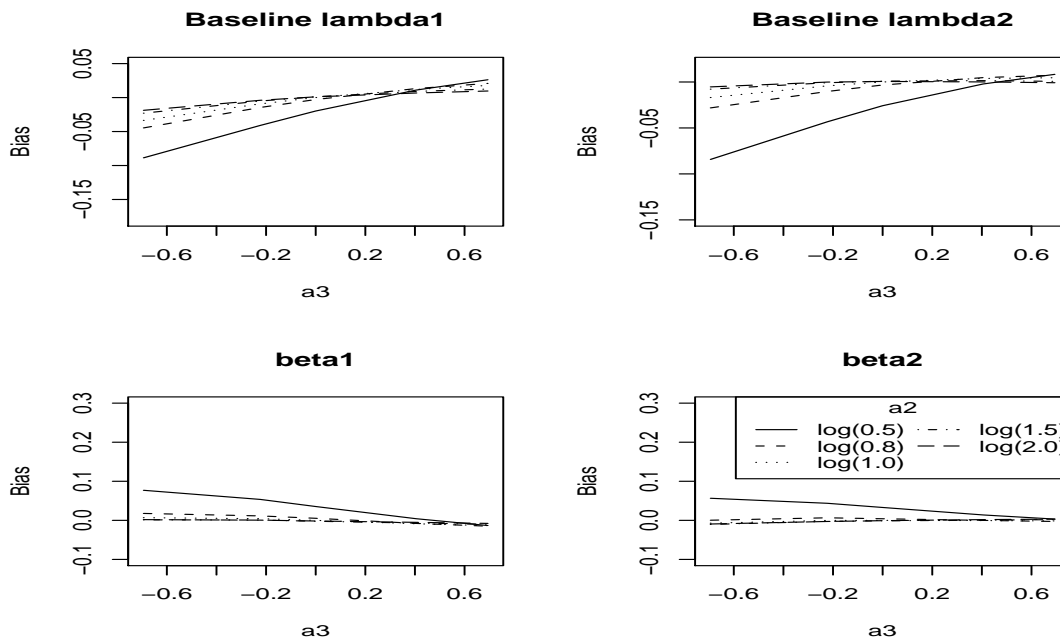 Baseline lambda1
Bias
0.05
−0.05
−0.15
−0.6
−0.2
0.2
0.6
a3
Baseline lambda2
Bias
−0.05
−0.15
−0.6
−0.2
0.2
0.6
a3
beta1
Bias
0.3
0.2
0.1
0.0
−0.1
−0.6
−0.2
0.2
0.6
a3
beta2
Bias
0.3
0.2
0.1
0.0
−0.1
a2
log(0.5)
log(0.8)
log(1.0)
log(1.5)
log(2.0)
−0.6
−0.2
0.2
0.6
a3